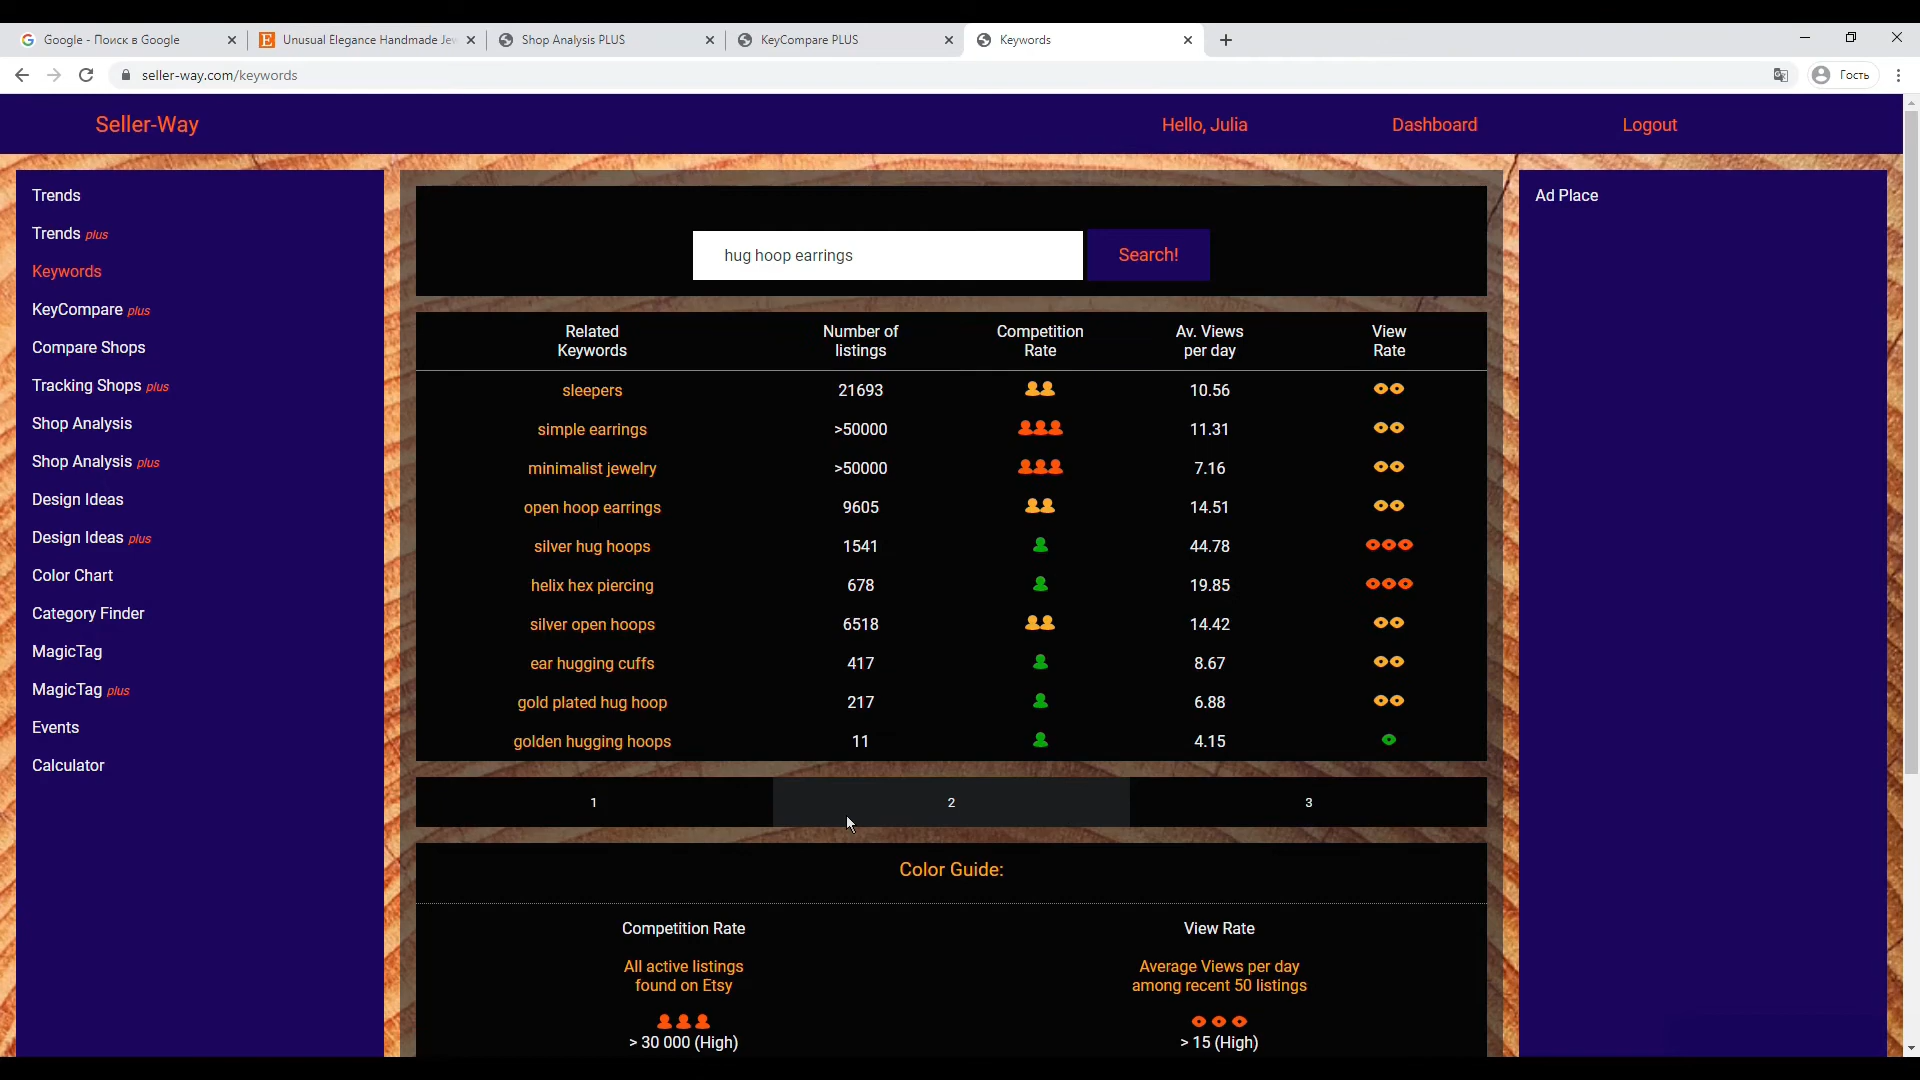 Google - Поиск в Google
Unusual Elegance Handmade Jew
Shop Analysis PLUS
KeyCompare PLUS
Keywords
seller-way.com/keywords
Гость
Seller-Way
Hello, Julia
Dashboard
Logout
Trends
Trends plus
Keywords
KeyCompare plus
Compare Shops
Tracking Shops plus
Shop Analysis
Shop Analysis plus
Design Ideas
Design Ideas plus
Color Chart
Category Finder
MagicTag
MagicTag plus
Events
Calculator
hug hoop earrings
Search!
Related Keywords Number of listings Competition Rate Av. Views per day View Rate
sleepers 21693 10.56
simple earrings >50000 11.31
minimalist jewelry >50000 7.16
open hoop earrings 9605 14.51
silver hug hoops 1541 44.78
helix hex piercing 678 19.85
silver open hoops 6518 14.42
ear hugging cuffs 417 8.67
gold plated hug hoop 217 6.88
golden hugging hoops 11 4.15
1 2 3
Color Guide:
Competition Rate
All active listings
found on Etsy
> 30 000 (High)
View Rate
Average Views per day
among recent 50 listings
> 15 (High)
Ad Place